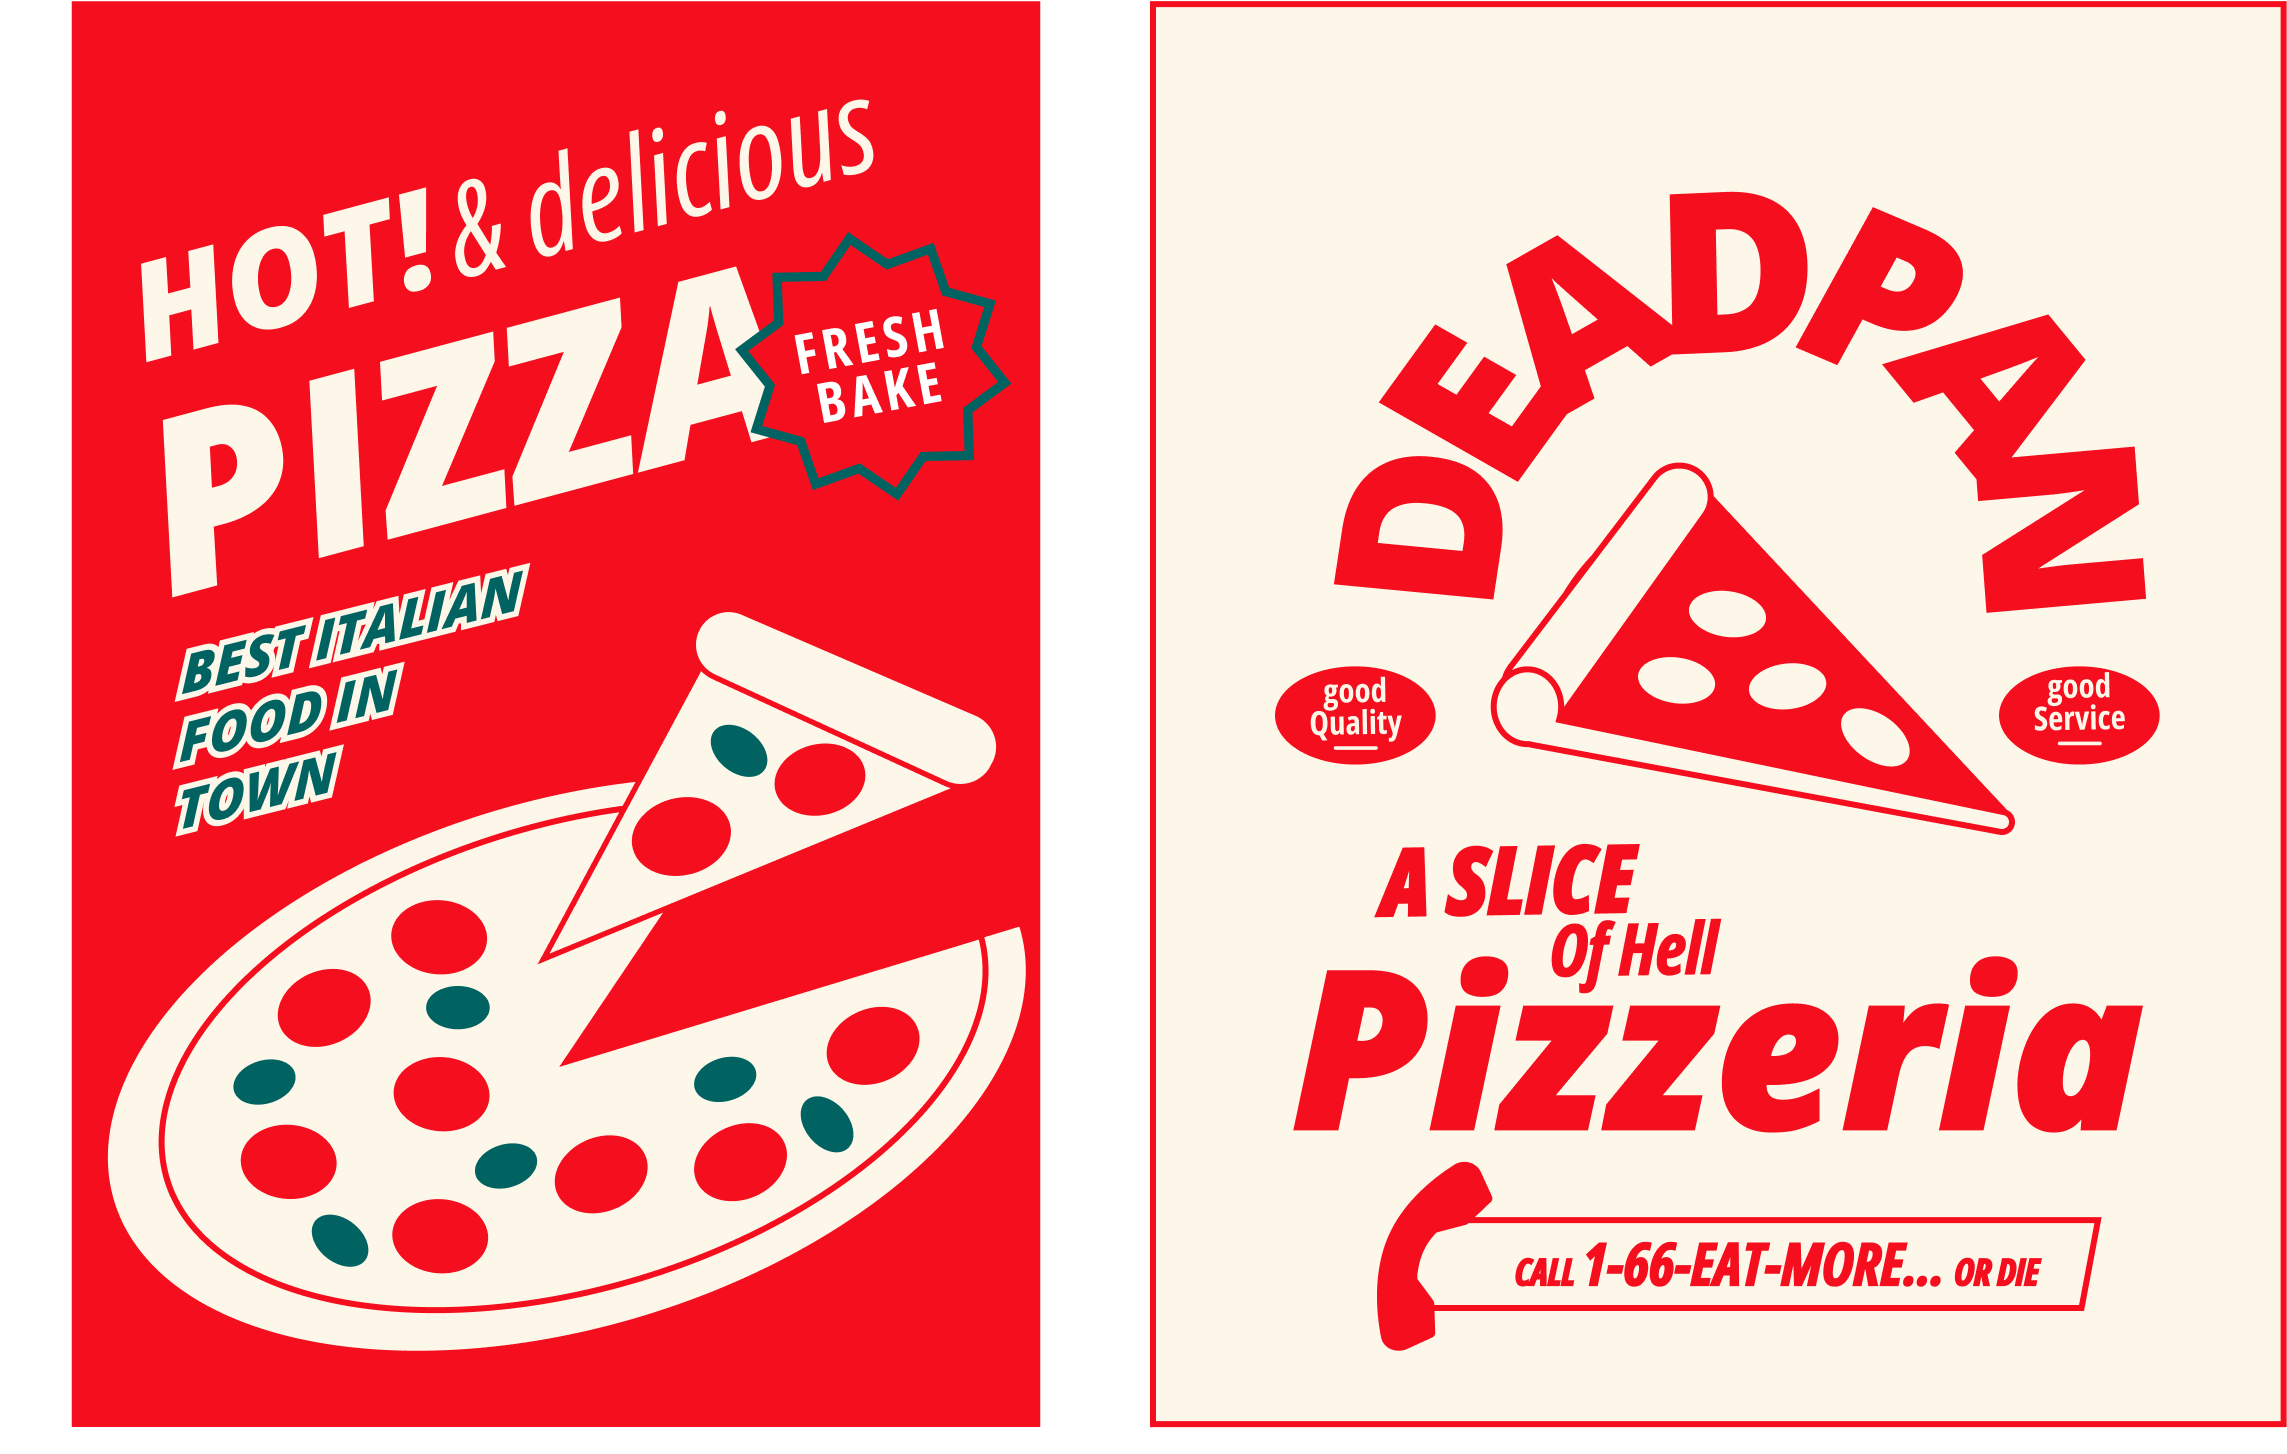 HOT! & delicious
PIZZA
FRESH
BAKE
BEST ITALIAN
FOOD IN
TOWN
DEADPAN
good
Quality
good
Service
A SLICE
Of Hell
Pizzeria
CALL 1-66-EAT-MORE... OR DIE